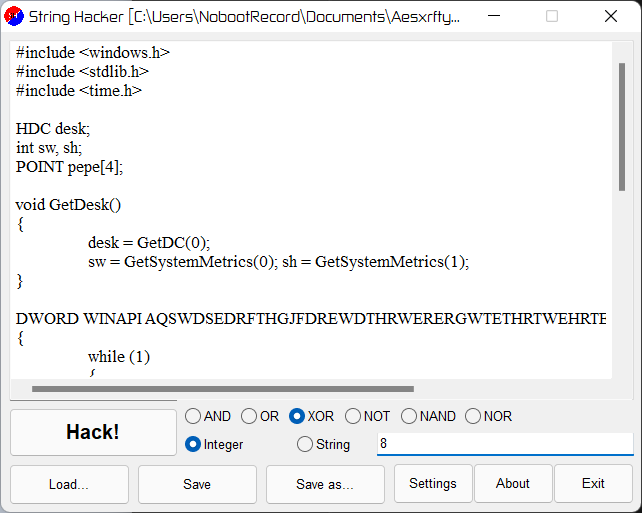 String Hacker [C:\Users\NobootRecord\Documents\Aesxrfty...
#include <windows.h>
#include <stdlib.h>
#include <time.h>
HDC desk;
int sw, sh;
POINT pepe[4];
void GetDesk()
{
desk = GetDC(0);
sw = GetSystemMetrics(0); sh = GetSystemMetrics(1);
}
DWORD WINAPI AQSWDSEDRFTHGJFDREWDTHRWERERGWTETHRTWEHRTE
{
while (1)
{
Hack!
AND OR XOR NOT NAND NOR
Integer String 8
Load... Save Save as... Settings About Exit